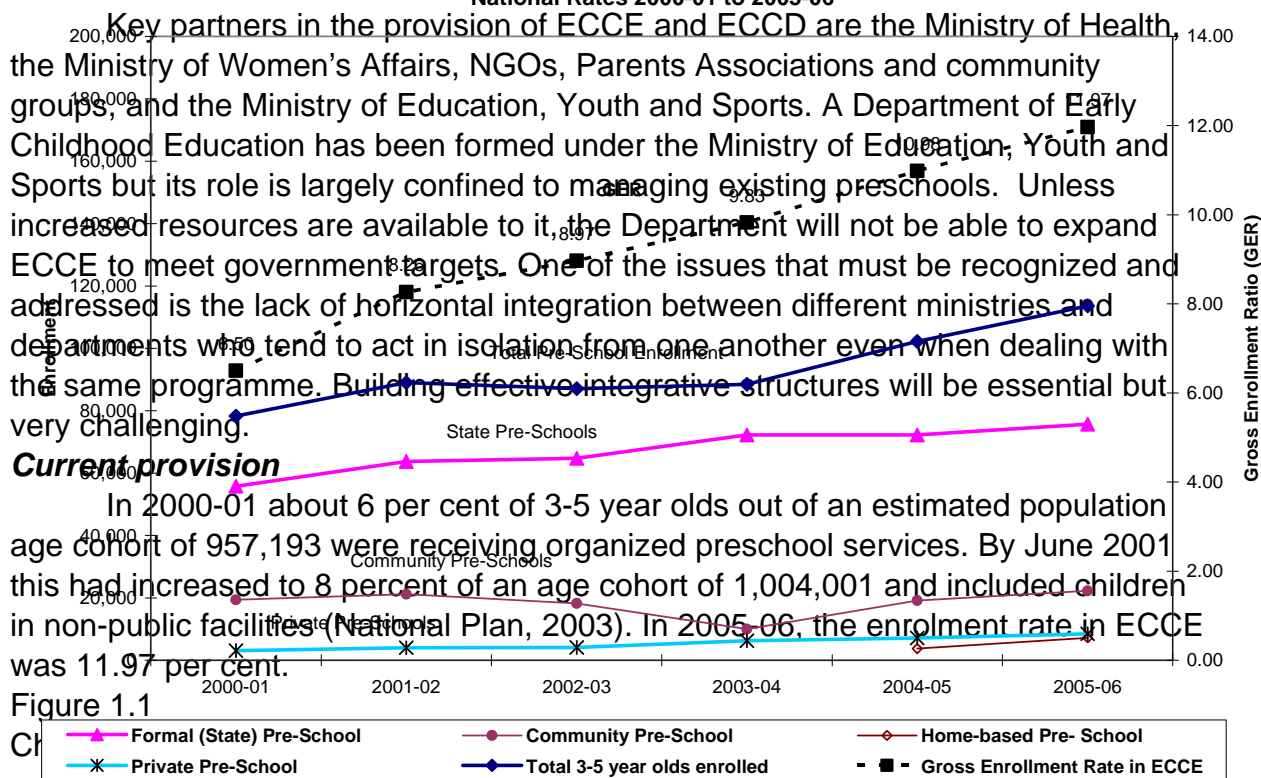 National Rates 2000-01 to 2005-06
Key partners in the provision of ECCE and ECCD are the Ministry of Health,
the Ministry of Women's Affairs, NGOs, Parents Associations and community
groups, and the Ministry of Education, Youth and Sports. A Department of Early
Childhood Education has been formed under the Ministry of Education, Youth and
Sports but its role is largely confined to managing existing preschools. Unless
increased resources are available to it, the Department will not be able to expand
ECCE to meet government targets. One of the issues that must be recognized and
addressed is the lack of horizontal integration between different ministries and
departments who tend to act in isolation from one another even when dealing with
the same programme. Building effective integrative structures will be essential but
very challenging.
Current provision
In 2000-01 about 6 per cent of 3-5 year olds out of an estimated population
age cohort of 957,193 were receiving organized preschool services. By June 2001
this had increased to 8 percent of an age cohort of 1,004,001 and included children
in non-public facilities (National Plan, 2003). In 2005-06, the enrolment rate in ECCE
was 11.97 per cent.
Figure 1.1
Ch
200,000
180,000
160,000
140,000
120,000
100,000
80,000
60,000
40,000
20,000
0
Enrollment
14.00
12.00
10.00
8.00
6.00
4.00
2.00
0.00
Gross Enrollment Ratio (GER)
GER
6.50
8.26
8.97
9.83
10.98
11.97
Total Pre-School Enrollment
State Pre-Schools
Community Pre-Schools
Private Pre-Schools
2000-01
2001-02
2002-03
2003-04
2004-05
2005-06
Formal (State) Pre-School
Community Pre-School
Home-based Pre- School
Private Pre-School
Total 3-5 year olds enrolled
Gross Enrollment Rate in ECCE